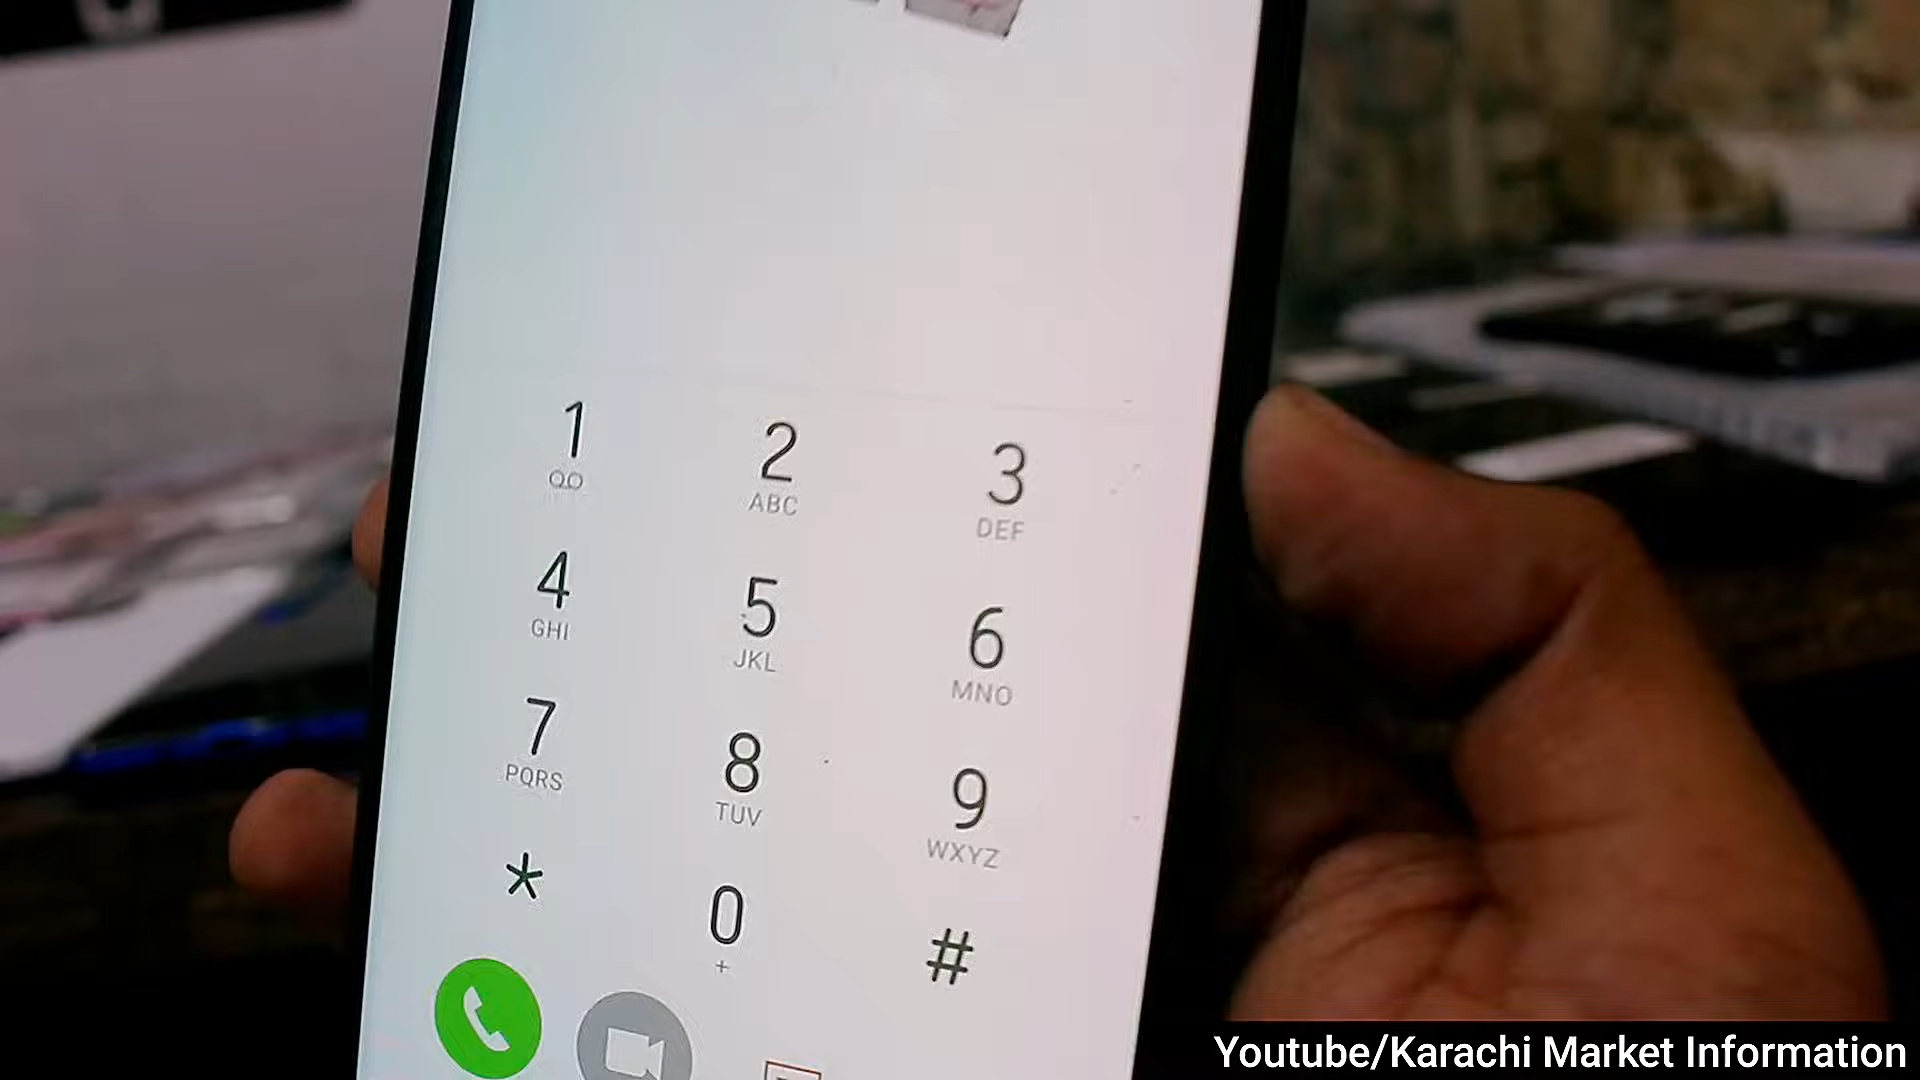 1
2
ABC
3
DEF
4
GHI
5
JKL
6
MNO
7
PQRS
8
TUV
9
WXYZ
*
0
+
#
Youtube/Karachi Market Information